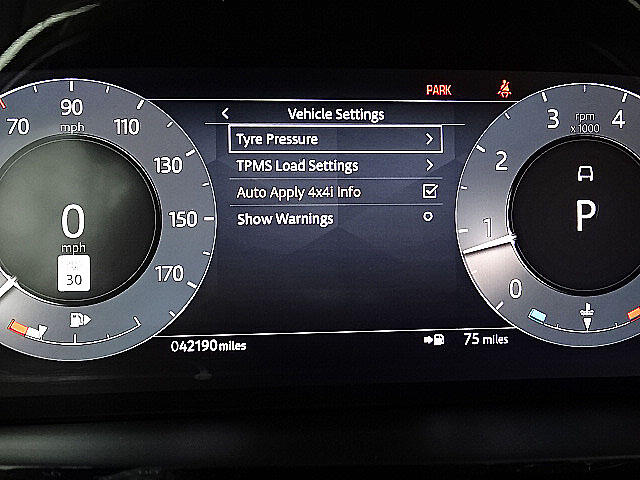 PARK
Vehicle Settings
Tyre Pressure
TPMS Load Settings
Auto Apply 4x4i Info
Show Warnings
70
90
mph
110
130
150
170
0
mph
30
042190 miles
75 miles
rpm
x1000
0
1
2
3
4
P